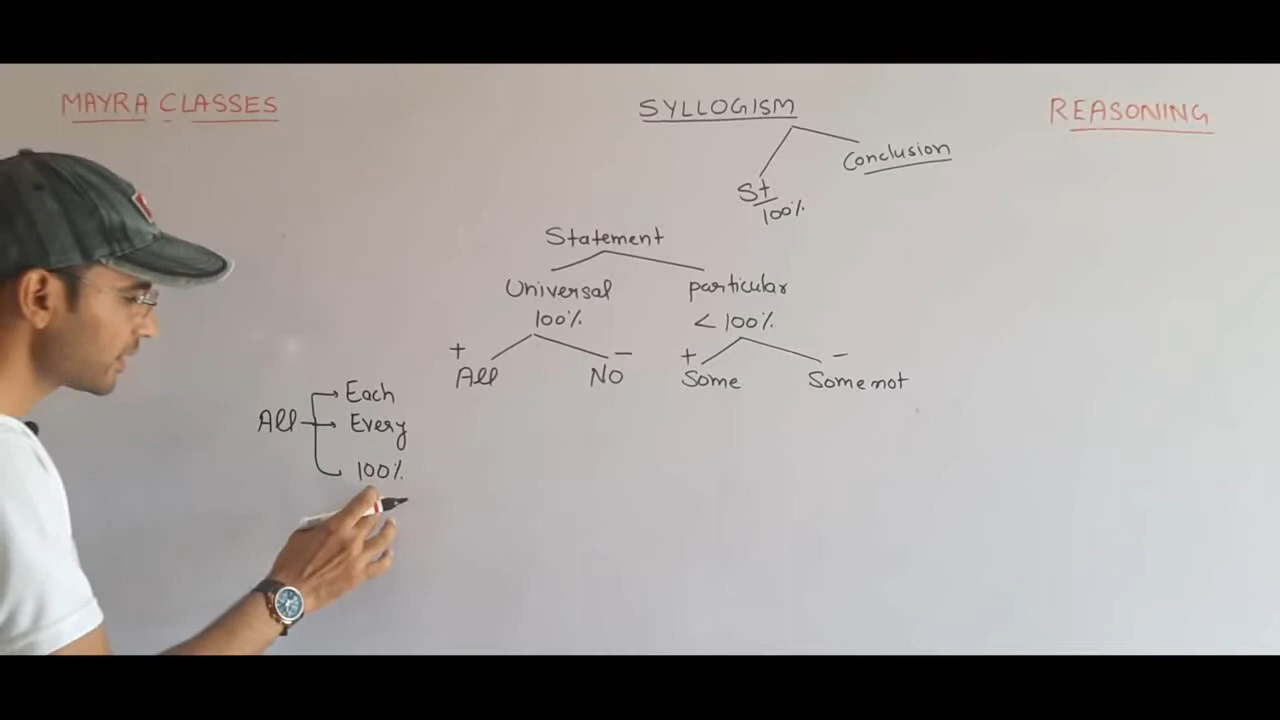 MAYRA CLASSES
SYLLOGISM
REASONING
Conclusion
St
100%
Statement
Universal
particular
100%
< 100%
+
−
+
−
All
NO
Some
Some not
Each
All
Every
100%